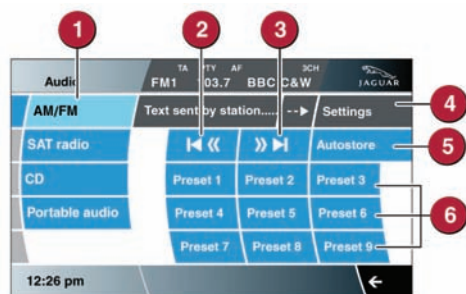 1 2 3
Audio TA PTY AF 3CH
FM1 103.7 BBC C&W JAGUAR
AM/FM Text sent by station..... Settings 4
SAT radio Autostore 5
CD Preset 1 Preset 2 Preset 3
Portable audio Preset 4 Preset 5 Preset 6 6
Preset 7 Preset 8 Preset 9
12:26 pm